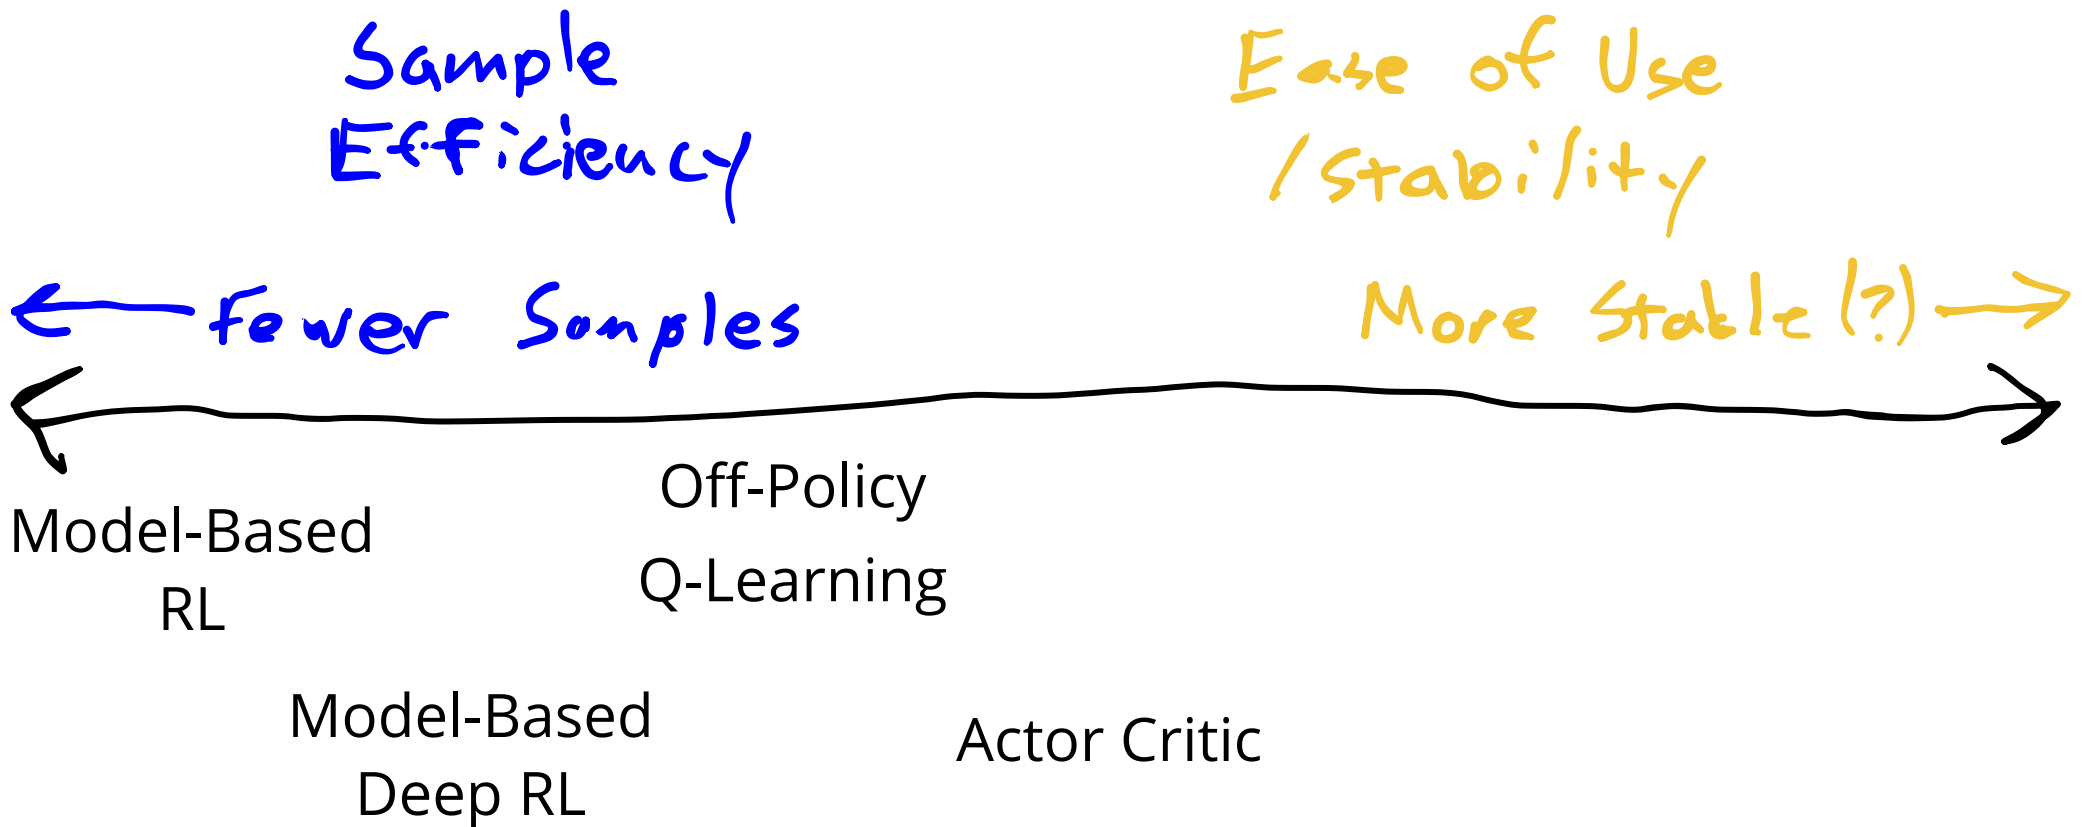 Sample
Efficiency
Ease of Use
/Stability
Fewer Samples
More Stable (?)
Off-Policy
Q-Learning
Model-Based
RL
Model-Based
Deep RL
Actor Critic